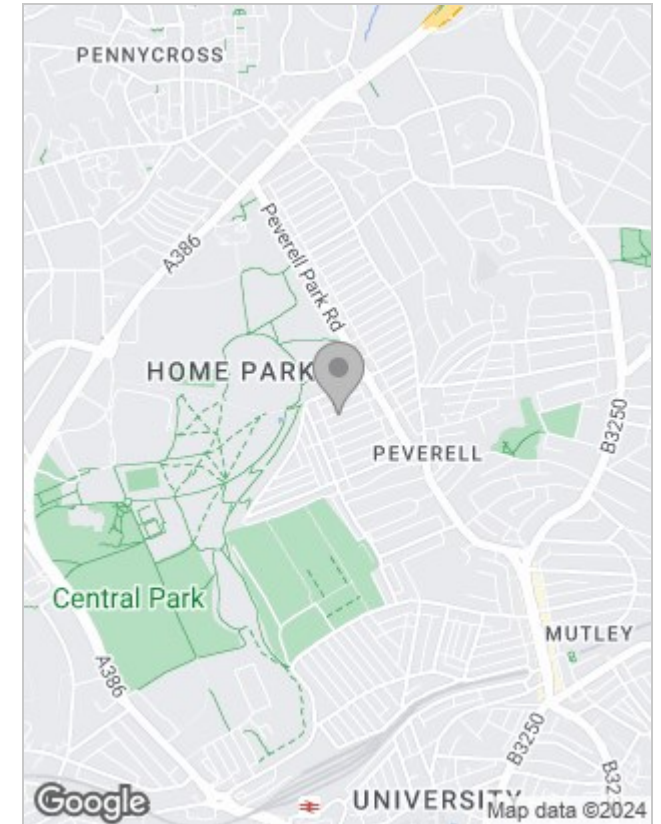 PENNYCROSS
A386
Peverell Park Rd
HOME PARK
B3250
PEVERELL
Central Park
MUTLEY
A386
B3250
B32
UNIVERSITY
Google
Map data ©2024